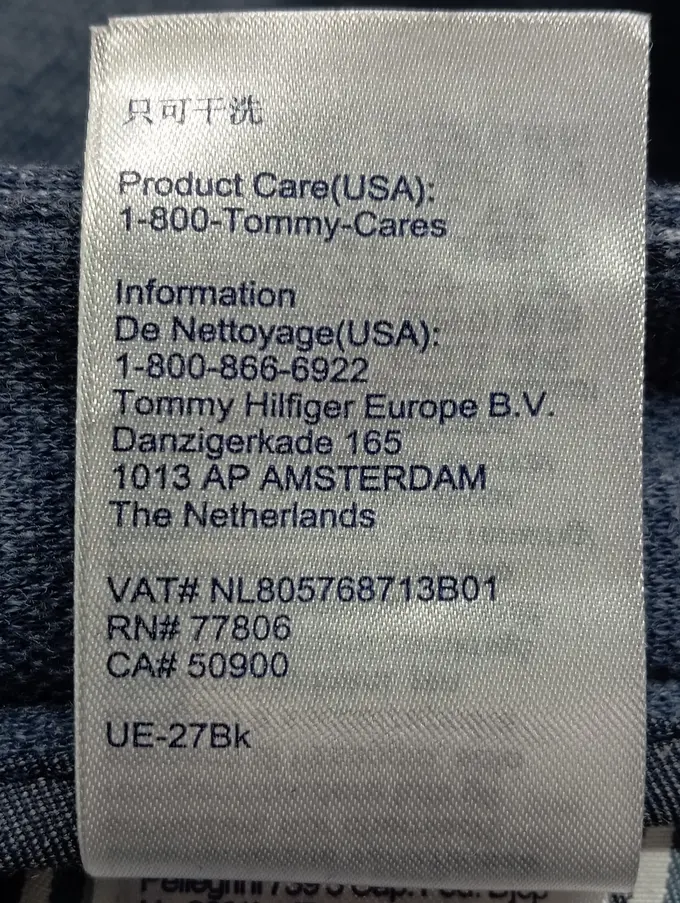 只可干洗
Product Care(USA):
1-800-Tommy-Cares
Information
De Nettoyage(USA):
1-800-866-6922
Tommy Hilfiger Europe B.V.
Danzigerkade 165
1013 AP AMSTERDAM
The Netherlands
VAT# NL805768713B01
RN# 77806
CA# 50900
UE-27Bk